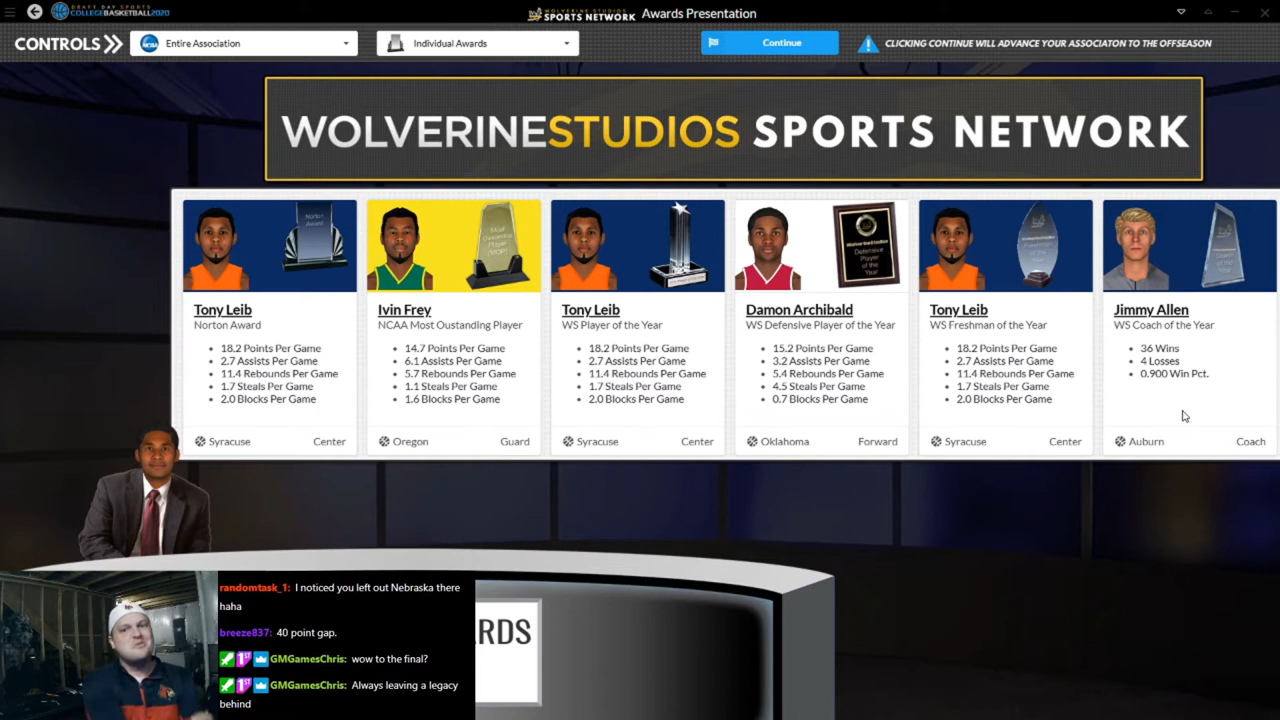 DRAFT DAY SPORTS
COLLEGEBASKETBALL2020
WOLVERINE STUDIOS
SPORTS NETWORK
Awards Presentation
CONTROLS
Entire Association
Individual Awards
Continue
CLICKING CONTINUE WILL ADVANCE YOUR ASSOCIATON TO THE OFFSEASON
WOLVERINESTUDIOS SPORTS NETWORK
Norton
Award
Tony Leib
Norton Award
18.2 Points Per Game
2.7 Assists Per Game
11.4 Rebounds Per Game
1.7 Steals Per Game
2.0 Blocks Per Game
Syracuse Center
Most
Outstanding
Player
(MOP)
Ivin Frey
NCAA Most Oustanding Player
14.7 Points Per Game
6.1 Assists Per Game
5.7 Rebounds Per Game
1.1 Steals Per Game
1.6 Blocks Per Game
Oregon Guard
Tony Leib
WS Player of the Year
18.2 Points Per Game
2.7 Assists Per Game
11.4 Rebounds Per Game
1.7 Steals Per Game
2.0 Blocks Per Game
Syracuse Center
Defensive
Player
of the
Year
Damon Archibald
WS Defensive Player of the Year
15.2 Points Per Game
3.2 Assists Per Game
5.4 Rebounds Per Game
4.5 Steals Per Game
0.7 Blocks Per Game
Oklahoma Forward
Tony Leib
WS Freshman of the Year
18.2 Points Per Game
2.7 Assists Per Game
11.4 Rebounds Per Game
1.7 Steals Per Game
2.0 Blocks Per Game
Syracuse Center
Jimmy Allen
WS Coach of the Year
36 Wins
4 Losses
0.900 Win Pct.
Auburn Coach
randomtask_1: I noticed you left out Nebraska there
haha
breeze837: 40 point gap.
GMGamesChris: wow to the final?
GMGamesChris: Always leaving a legacy
behind
RDS